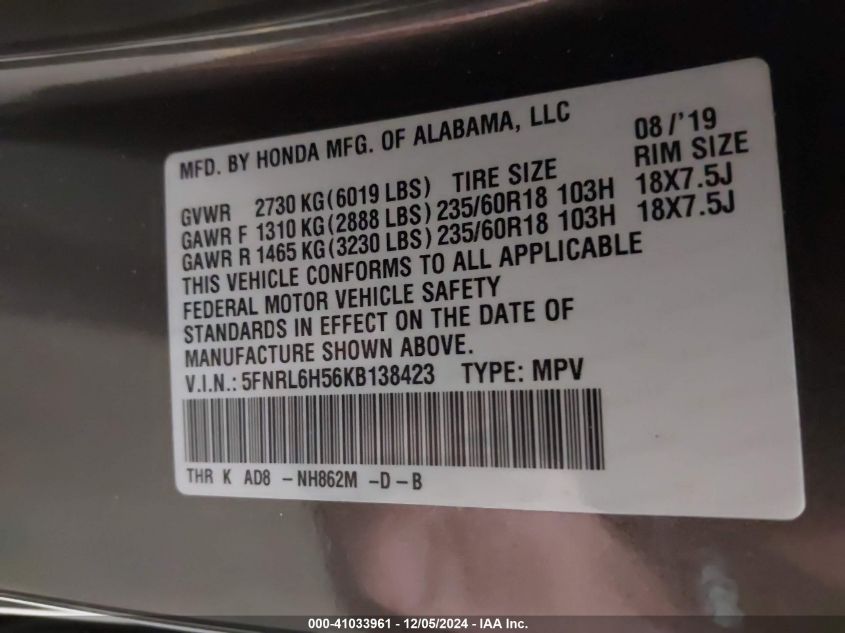 MFD. BY HONDA MFG. OF ALABAMA, LLC 08/'19
GVWR 2730 KG(6019 LBS) TIRE SIZE RIM SIZE
GAWR F 1310 KG(2888 LBS) 235/60R18 103H 18X7.5J
GAWR R 1465 KG(3230 LBS) 235/60R18 103H 18X7.5J
THIS VEHICLE CONFORMS TO ALL APPLICABLE
FEDERAL MOTOR VEHICLE SAFETY
STANDARDS IN EFFECT ON THE DATE OF
MANUFACTURE SHOWN ABOVE.
V.I.N.: 5FNRL6H56KB138423 TYPE: MPV
THR K AD8 -NH862M -D-B
000-41033961 - 12/05/2024 - IAA Inc.